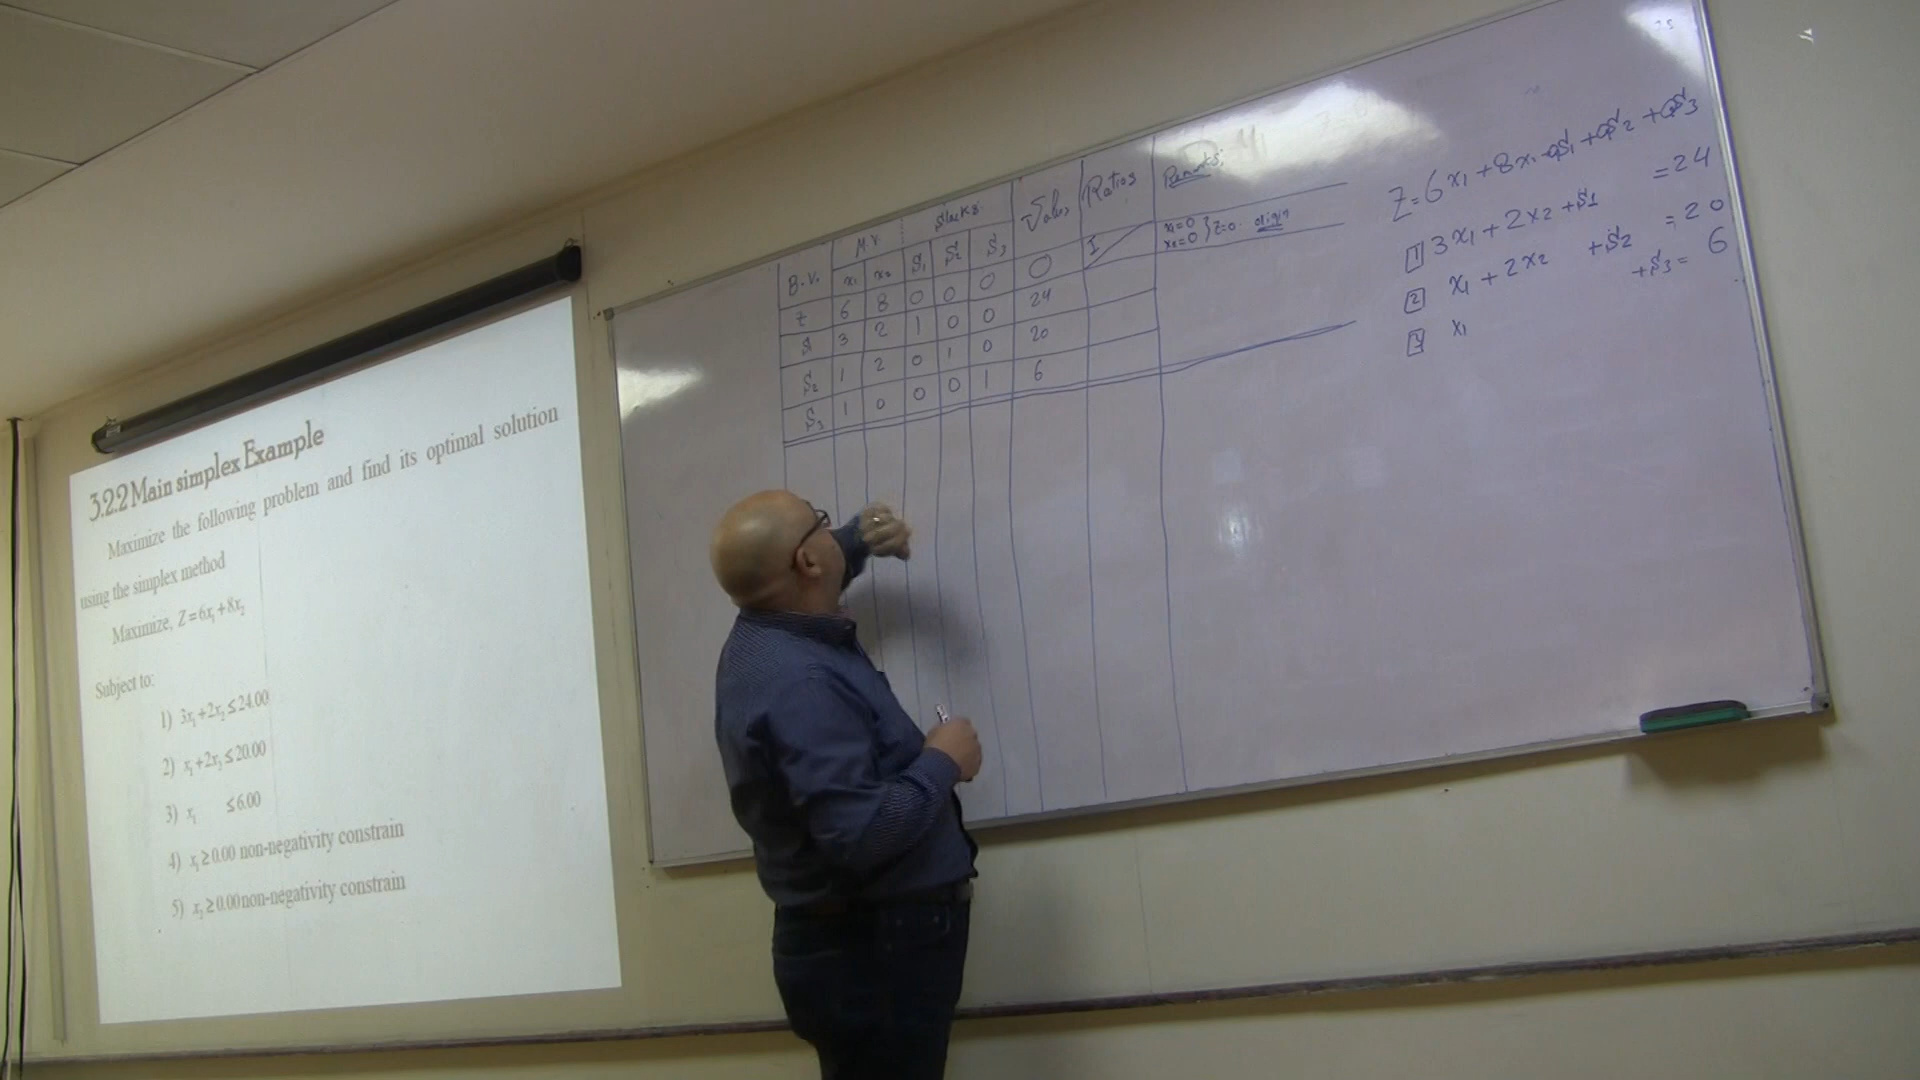 3.2.2 Main simplex Example
Maximize the following problem and find its optimal solution
using the simplex method
Maximize, Z = 6x₁+8x₂
Subject to:
1) 3x₁+2x₂ ≤ 24.00
2) x₁+2x₂ ≤ 20.00
3) x₁ ≤ 6.00
4) x₁ ≥ 0.00 non-negativity constrain
5) x₂ ≥ 0.00 non-negativity constrain
M.V. Slacks
B.V. x₁ x₂ S₁ S₂ S₃ Ratios Remarks:
Z 6 8 0 0 0 0 I x₁=0 x₂=0 } Z=0 origin
S₁ 3 2 1 0 0 24
S₂ 1 2 0 1 0 20
S₃ 1 0 0 0 1 6
Z = 6x₁ + 8x₁ + 0S₂ + 0S₃
1 3x₁ + 2x₂ + S₁ = 24
2 x₁ + 2x₂ + S₂ = 20
3 x₁ + S₃ = 6